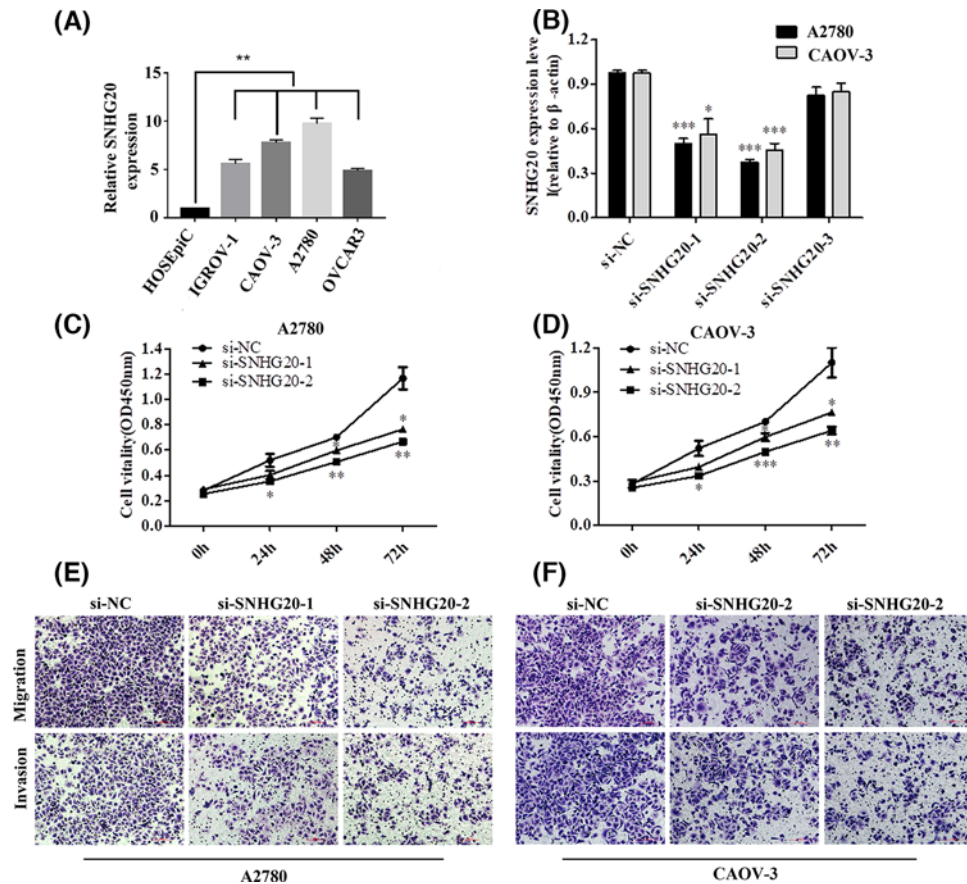 (A)
**
Relative SNHG20
expression
15
10
5
0
HOSEpiC
IGROV-1
CAOV-3
A2780
OVCAR3
(B)
A2780
CAOV-3
SNHG20 expression leve
l(relative to β -actin)
1.2
0.9
0.6
0.3
0.0
***
*
***
***
si-NC
si-SNHG20-1
si-SNHG20-2
si-SNHG20-3
(C)
A2780
si-NC
si-SNHG20-1
si-SNHG20-2
Cell vitality(OD450nm)
1.4
1.2
1.0
0.8
0.6
0.4
0.2
0.0
*
*
**
*
**
0h
24h
48h
72h
(D)
CAOV-3
si-NC
si-SNHG20-1
si-SNHG20-2
Cell vitality(OD450nm)
1.2
0.9
0.6
0.3
0.0
*
*
***
*
**
0h
24h
48h
72h
(E)
si-NC si-SNHG20-1 si-SNHG20-2
Migration
Invasion
A2780
(F)
si-NC si-SNHG20-2 si-SNHG20-2
CAOV-3